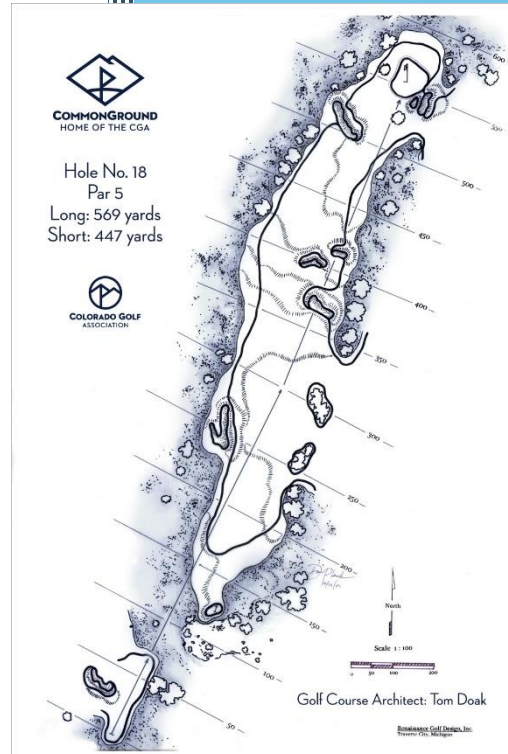 COMMONGROUND
HOME OF THE CGA
Hole No. 18
Par 5
Long: 569 yards
Short: 447 yards
COLORADO GOLF
ASSOCIATION
600
550
500
450
400
350
300
250
200
150
100
50
North
Scale 1 : 100
0 50 100 200
Golf Course Architect: Tom Doak
Renaissance Golf Design, Inc.
Traverse City, Michigan